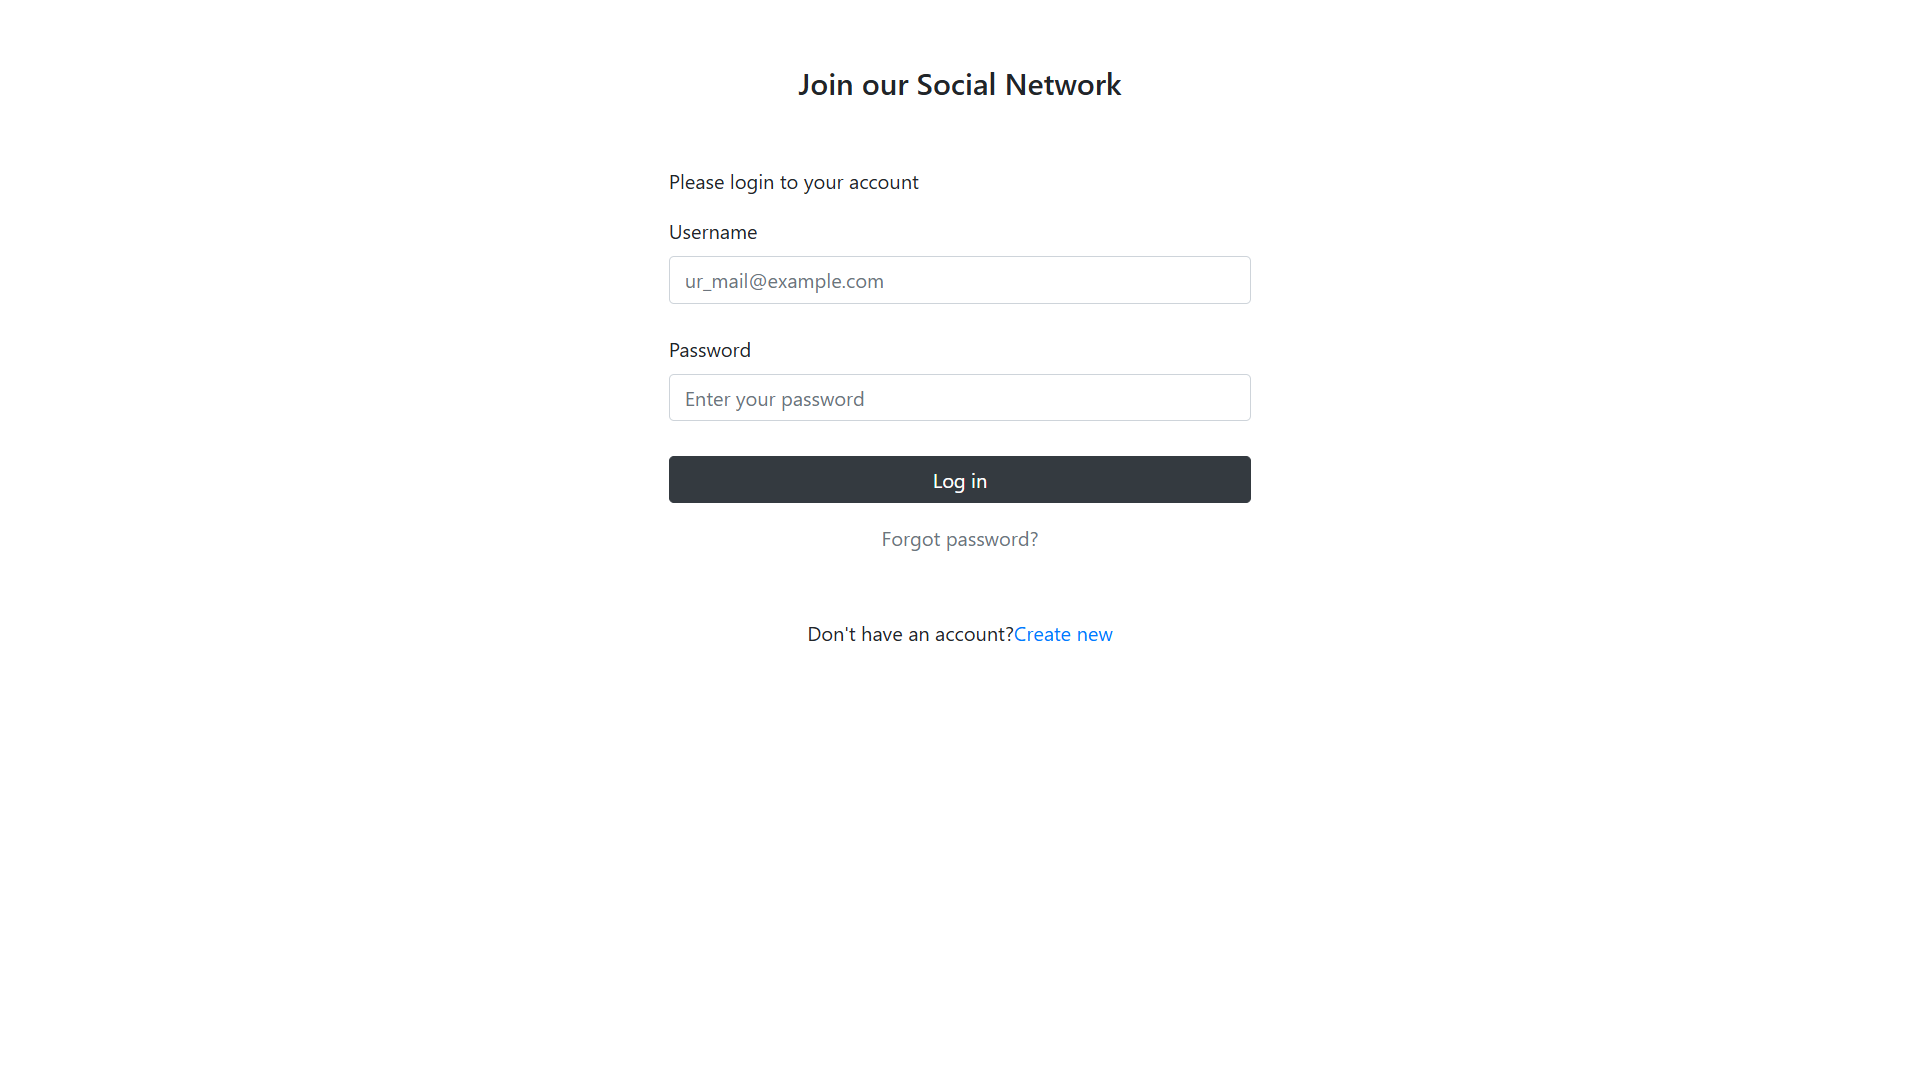 Join our Social Network
Please login to your account
Username
ur_mail@example.com
Password
Enter your password
Log in
Forgot password?
Don't have an account?Create new